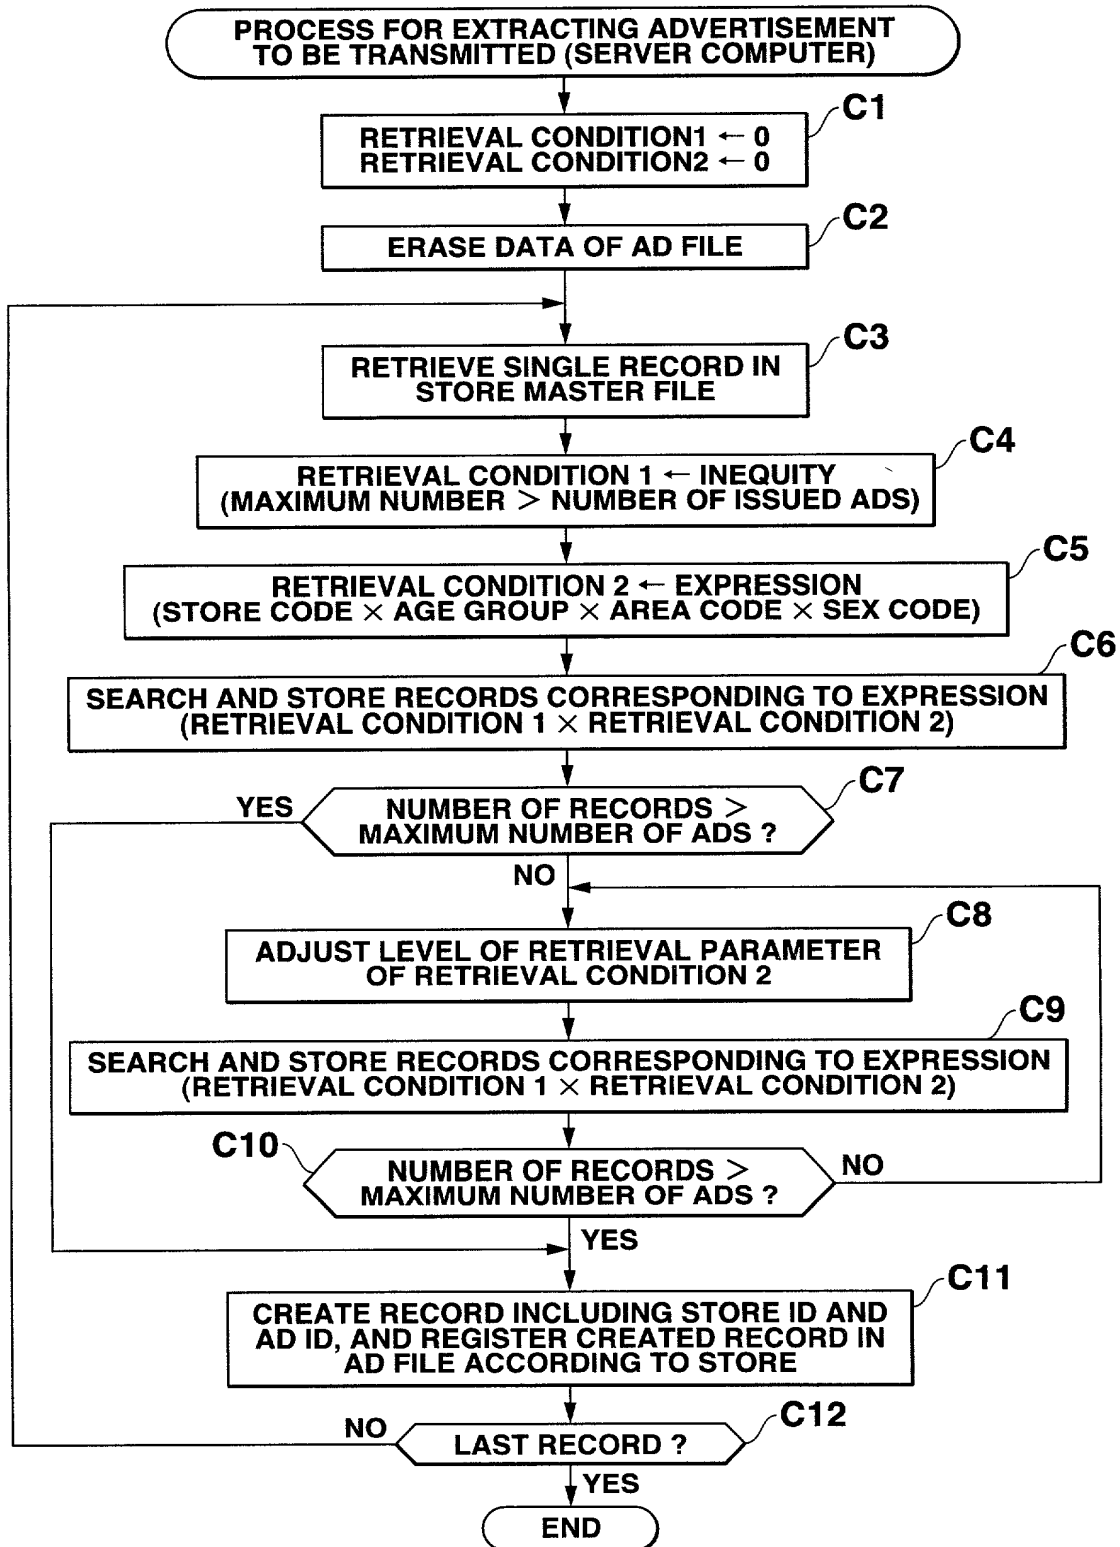 PROCESS FOR EXTRACTING ADVERTISEMENT
TO BE TRANSMITTED (SERVER COMPUTER)
C1
RETRIEVAL CONDITION1 ← 0
RETRIEVAL CONDITION2 ← 0
C2
ERASE DATA OF AD FILE
C3
RETRIEVE SINGLE RECORD IN
STORE MASTER FILE
C4
RETRIEVAL CONDITION 1 ← INEQUITY
(MAXIMUM NUMBER > NUMBER OF ISSUED ADS)
C5
RETRIEVAL CONDITION 2 ← EXPRESSION
(STORE CODE × AGE GROUP × AREA CODE × SEX CODE)
C6
SEARCH AND STORE RECORDS CORRESPONDING TO EXPRESSION
(RETRIEVAL CONDITION 1 × RETRIEVAL CONDITION 2)
C7
YES
NUMBER OF RECORDS >
MAXIMUM NUMBER OF ADS ?
NO
C8
ADJUST LEVEL OF RETRIEVAL PARAMETER
OF RETRIEVAL CONDITION 2
C9
SEARCH AND STORE RECORDS CORRESPONDING TO EXPRESSION
(RETRIEVAL CONDITION 1 × RETRIEVAL CONDITION 2)
C10
NUMBER OF RECORDS >
MAXIMUM NUMBER OF ADS ?
NO
YES
C11
CREATE RECORD INCLUDING STORE ID AND
AD ID, AND REGISTER CREATED RECORD IN
AD FILE ACCORDING TO STORE
C12
NO
LAST RECORD ?
YES
END